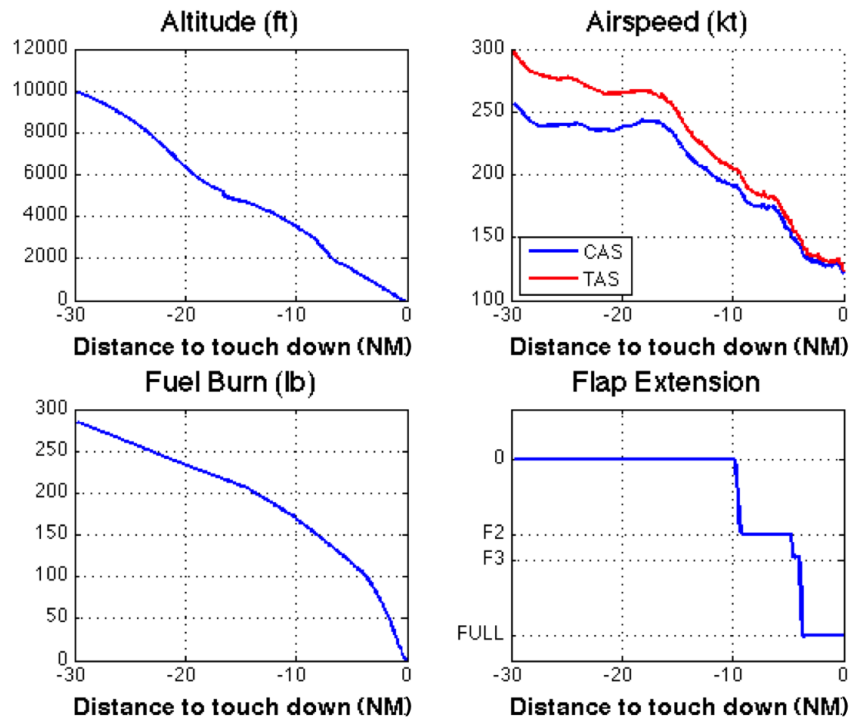 Altitude (ft)
12000
10000
8000
6000
4000
2000
0
-30 -20 -10 0
Distance to touch down (NM)
Airspeed (kt)
300
250
200
150
100
CAS
TAS
-30 -20 -10 0
Distance to touch down (NM)
Fuel Burn (lb)
300
250
200
150
100
50
0
-30 -20 -10 0
Distance to touch down (NM)
Flap Extension
0
F2
F3
FULL
-30 -20 -10 0
Distance to touch down (NM)